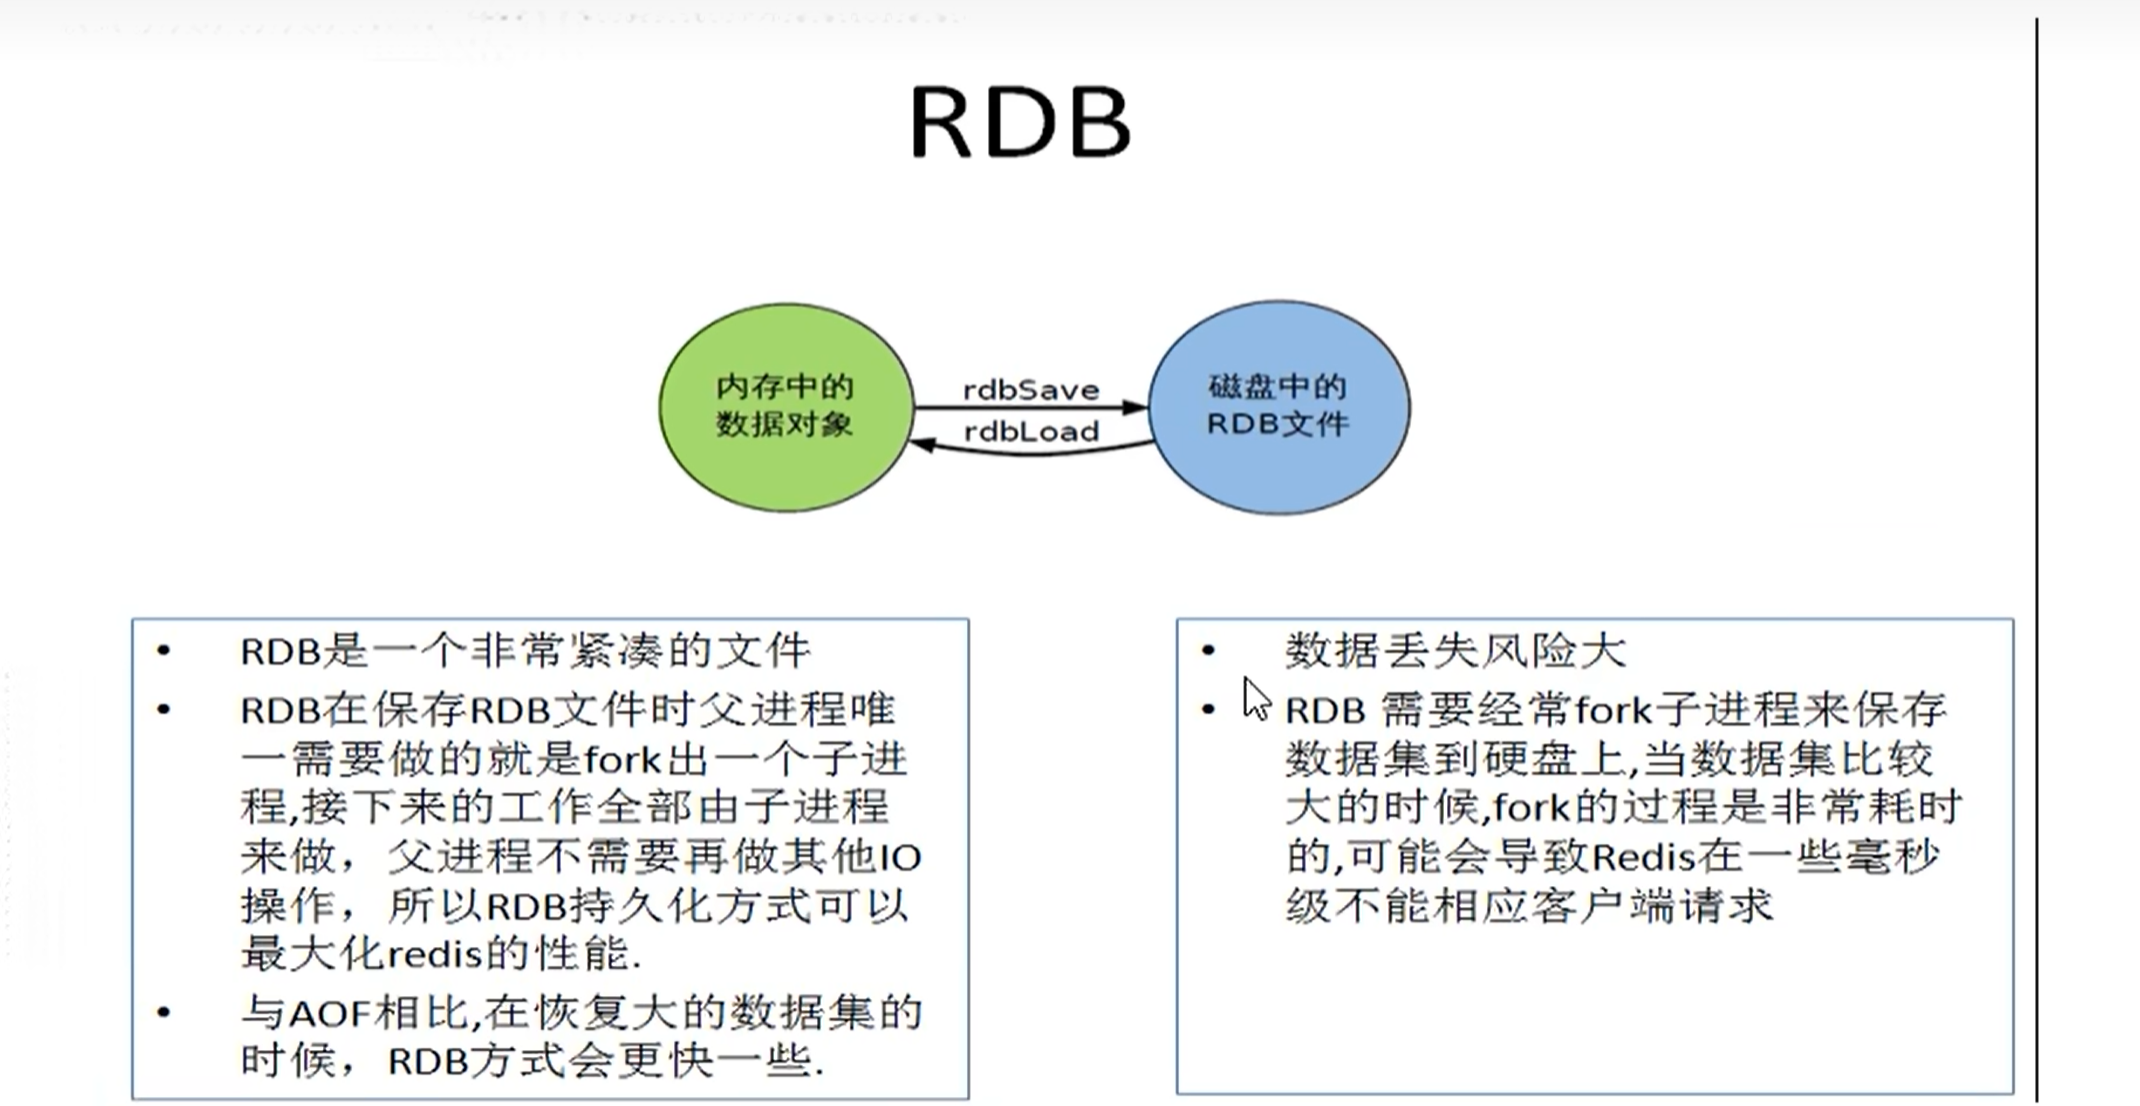 RDB
内存中的
数据对象
rdbSave
rdbLoad
磁盘中的
RDB文件
• RDB是一个非常紧凑的文件
• RDB在保存RDB文件时父进程唯
一需要做的就是fork出一个子进
程,接下来的工作全部由子进程
来做，父进程不需要再做其他IO
操作，所以RDB持久化方式可以
最大化redis的性能.
• 与AOF相比,在恢复大的数据集的
时候，RDB方式会更快一些.
• 数据丢失风险大
• RDB 需要经常fork子进程来保存
数据集到硬盘上,当数据集比较
大的时候,fork的过程是非常耗时
的,可能会导致Redis在一些毫秒
级不能相应客户端请求